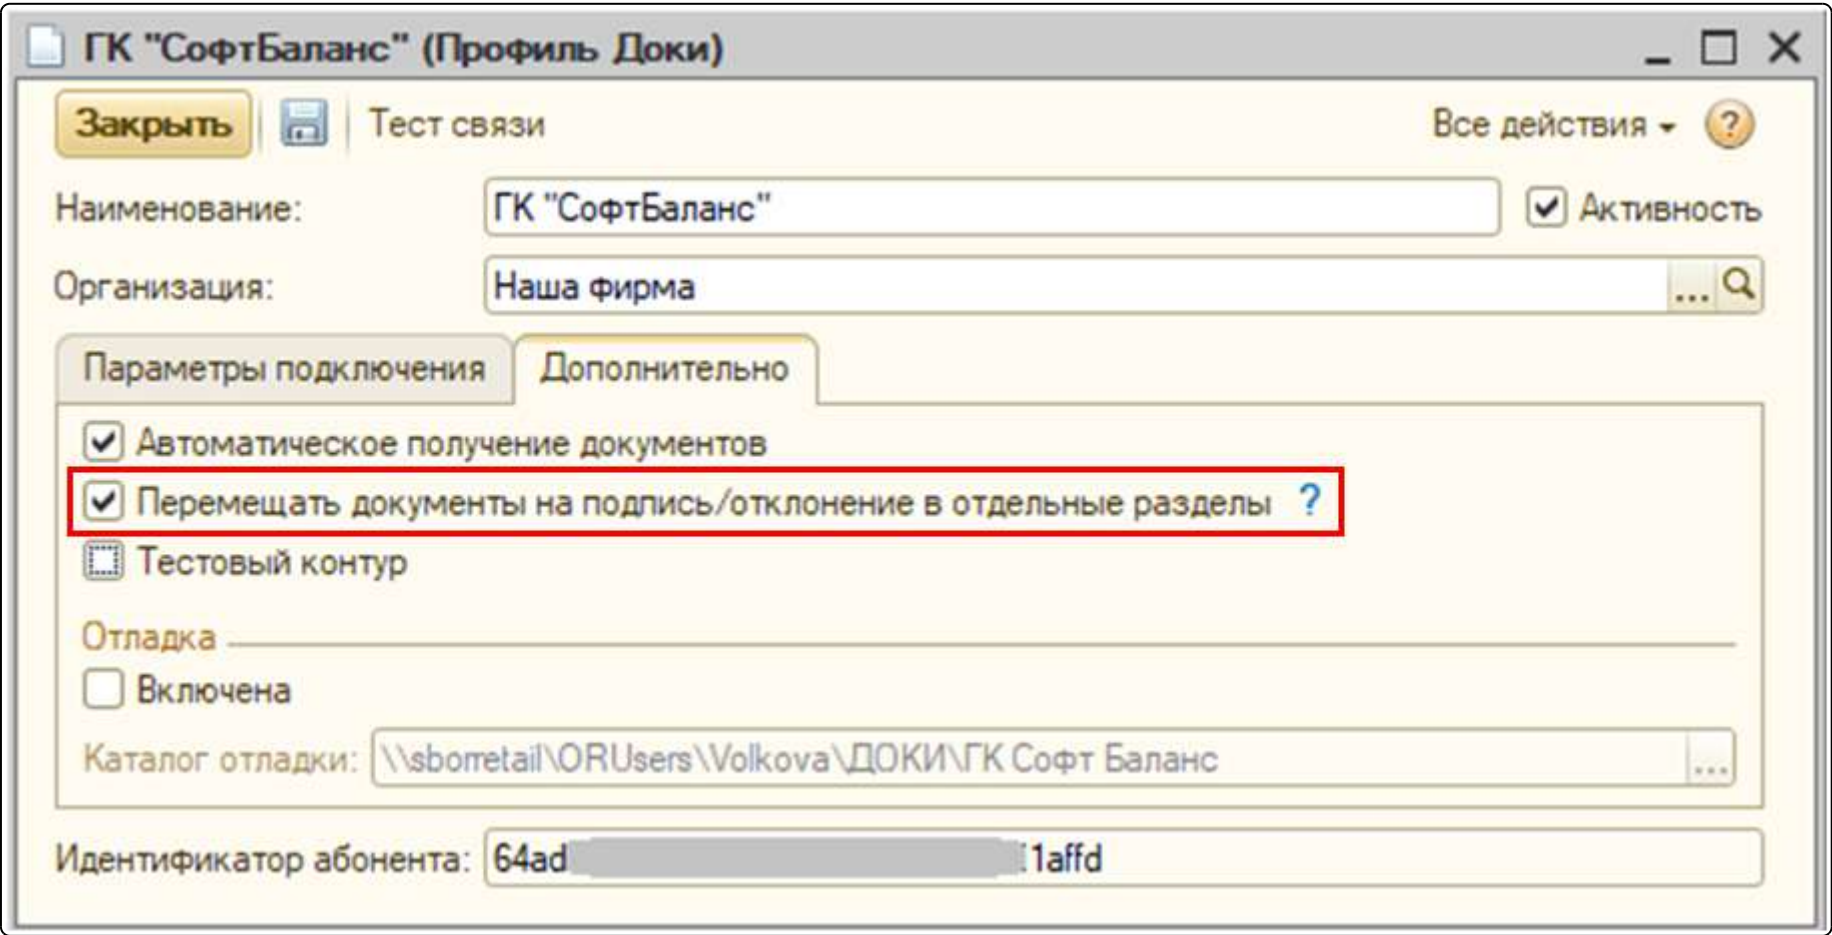 ГК "СофтБаланс" (Профиль Доки)
Закрыть Тест связи Все действия ?
Наименование: ГК "СофтБаланс" Активность
Организация: Наша фирма ...
Параметры подключения Дополнительно
Автоматическое получение документов
Перемещать документы на подпись/отклонение в отдельные разделы ?
Тестовый контур
Отладка
Включена
Каталог отладки: \\sborretail\ORUsers\Volkova\ДОКИ\ГК Софт Баланс ...
Идентификатор абонента: 64ad 1affd